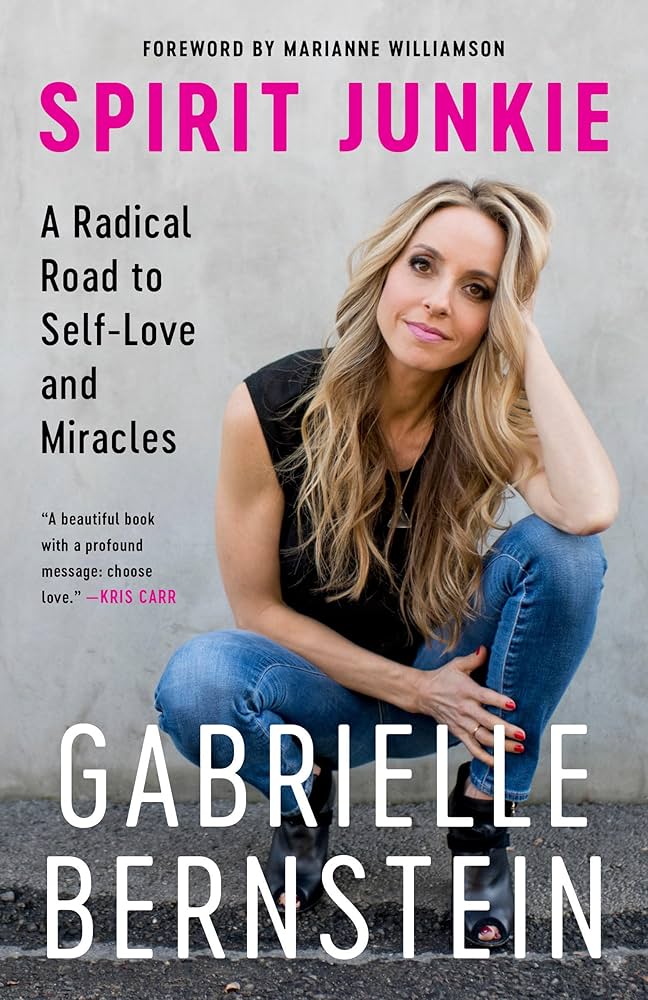 FOREWORD BY MARIANNE WILLIAMSON
SPIRIT JUNKIE
A Radical
Road to
Self-Love
and
Miracles
“A beautiful book
with a profound
message: choose
love.” —KRIS CARR
GABRIELLE
BERNSTEIN